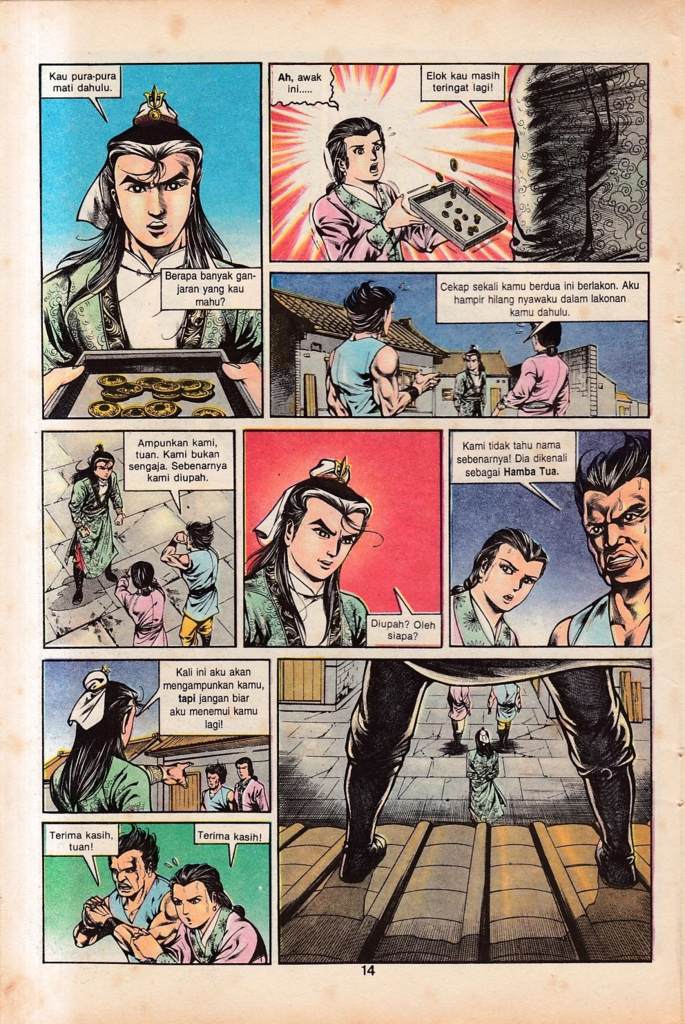 Kau pura-pura
mati dahulu.
Berapa banyak gan-
jaran yang kau
mahu?
Ah, awak
ini.....
Elok kau masih
teringat lagi!
Cekap sekali kamu berdua ini berlakon. Aku
hampir hilang nyawaku dalam lakonan
kamu dahulu.
Ampunkan kami,
tuan. Kami bukan
sengaja. Sebenarnya
kami diupah.
Diupah? Oleh
siapa?
Kami tidak tahu nama
sebenarnya! Dia dikenali
sebagai Hamba Tua.
Kali ini aku akan
mengampunkan kamu,
tapi jangan biar
aku menemui kamu
lagi!
Terima kasih,
tuan!
Terima kasih!
14